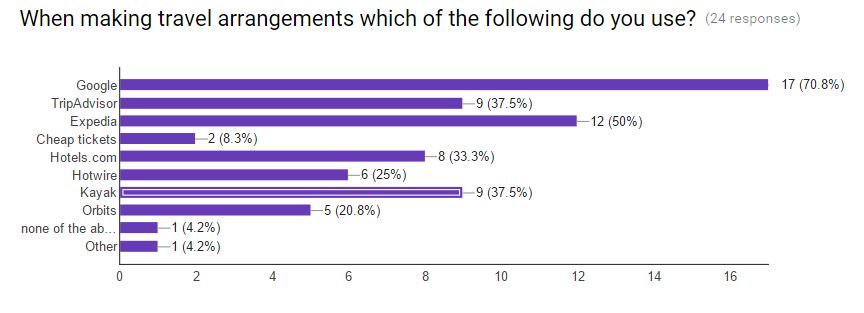 When making travel arrangements which of the following do you use? (24 responses)
Google 17 (70.8%)
TripAdvisor 9 (37.5%)
Expedia 12 (50%)
Cheap tickets 2 (8.3%)
Hotels.com 8 (33.3%)
Hotwire 6 (25%)
Kayak 9 (37.5%)
Orbits 5 (20.8%)
none of the ab... 1 (4.2%)
Other 1 (4.2%)
0 2 4 6 8 10 12 14 16